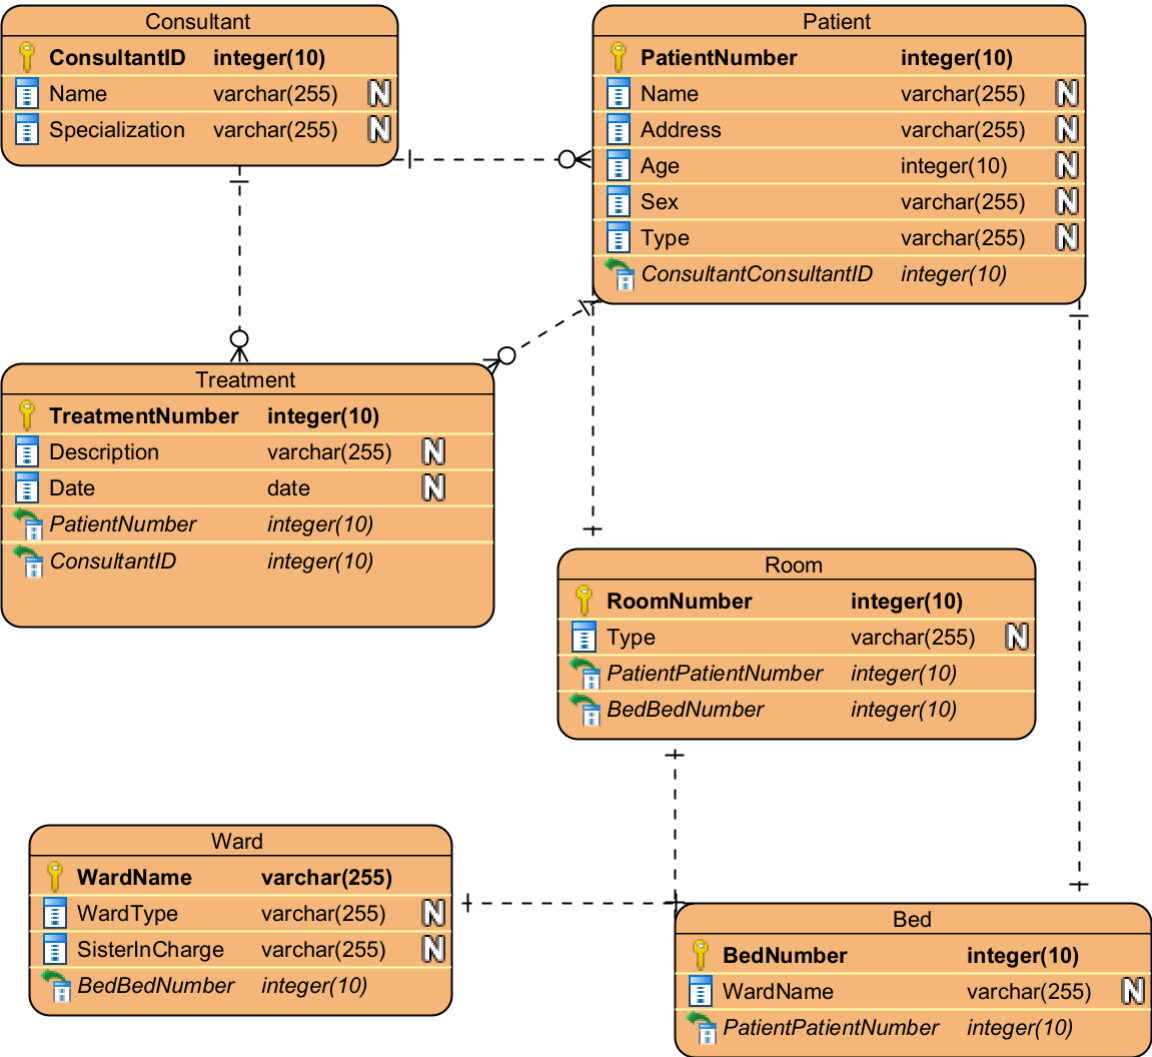 Consultant
ConsultantID integer(10)
Name varchar(255) N
Specialization varchar(255) N
Patient
PatientNumber integer(10)
Name varchar(255) N
Address varchar(255) N
Age integer(10) N
Sex varchar(255) N
Type varchar(255) N
ConsultantConsultantID integer(10)
Treatment
TreatmentNumber integer(10)
Description varchar(255) N
Date date N
PatientNumber integer(10)
ConsultantID integer(10)
Room
RoomNumber integer(10)
Type varchar(255) N
PatientPatientNumber integer(10)
BedBedNumber integer(10)
Ward
WardName varchar(255)
WardType varchar(255) N
SisterInCharge varchar(255) N
BedBedNumber integer(10)
Bed
BedNumber integer(10)
WardName varchar(255) N
PatientPatientNumber integer(10)